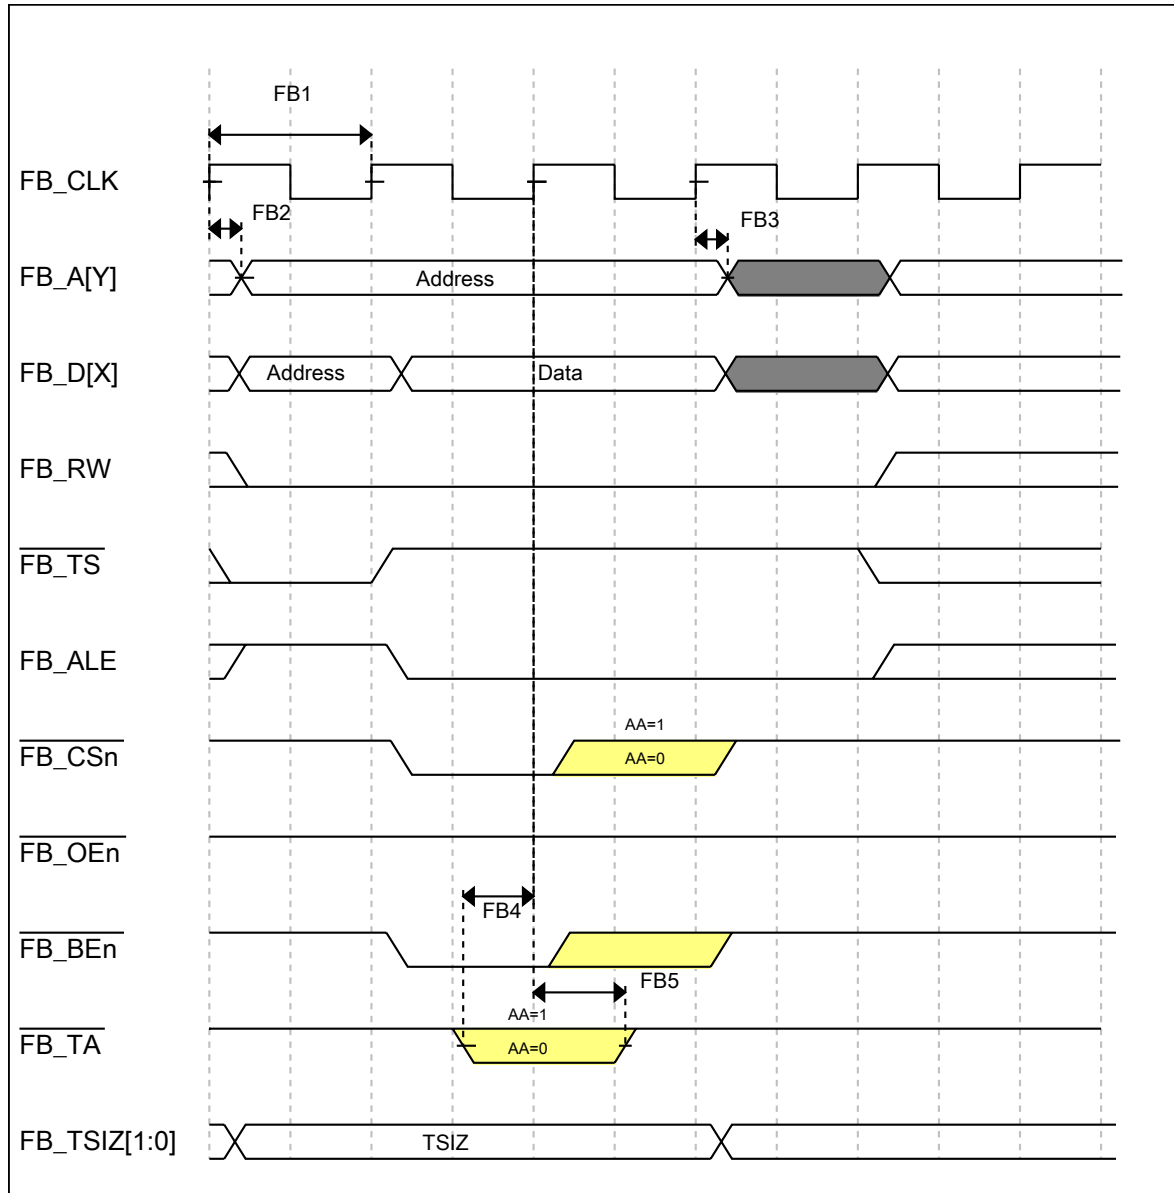 FB1
FB_CLK
FB2
FB3
FB_A[Y]
Address
FB_D[X]
Address
Data
FB_RW
FB_TS
FB_ALE
AA=1
FB_CSn
AA=0
FB_OEn
FB4
FB_BEn
FB5
AA=1
FB_TA
AA=0
FB_TSIZ[1:0]
TSIZ